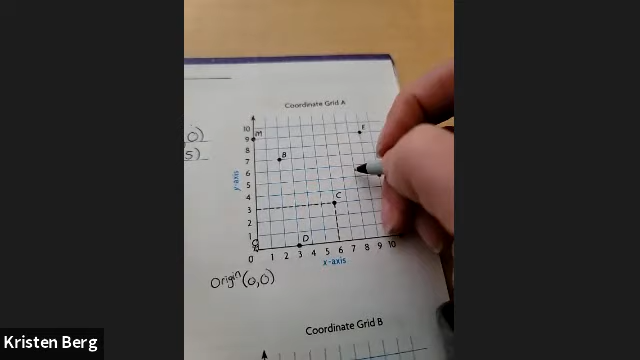 Coordinate Grid A
,0)
5)
10
M
9
8
B
7
6
5
4
C
3
2
1
D
0
1 2 3 4 5 6 7 8 9 10
y-axis
x-axis
Origin (0,0)
Coordinate Grid B
Kristen Berg